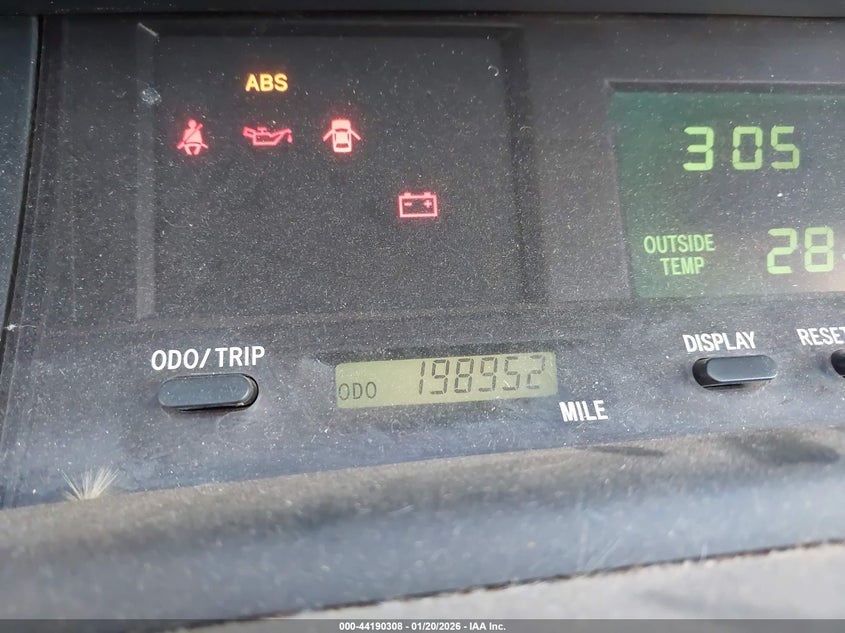 ABS
305
OUTSIDE
TEMP
28
ODO/TRIP
DISPLAY
RESET
ODO 198952
MILE
000-44190308 - 01/20/2026 - IAA Inc.